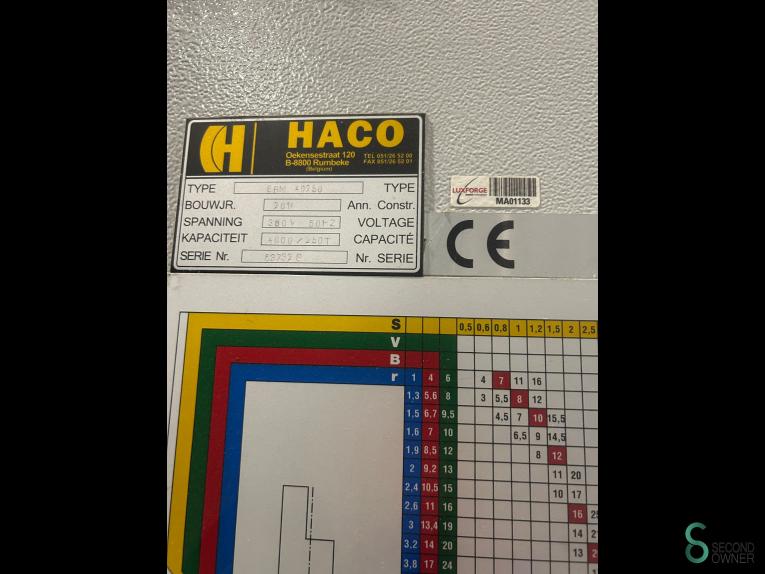 HACO
Oekensestraat 120
B-8800 Rumbeke
(Belgium)
TEL 051/26 52 00
FAX 051/26 52 01
TYPE ERM 40250 TYPE
BOUWJR. Ann. Constr.
SPANNING 380V 50HZ VOLTAGE
KAPACITEIT 4000/250T CAPACITÉ
SERIE Nr. Nr. SERIE
LUXFORGE
MA01133
CE
S 0,5 0,6 0,8 1 1,2 1,5 2 2,5
V
B
r 1 4 6 4 7 11 16
1,3 5,6 8 3 5,5 8 12
1,5 6,7 9,5 4,5 7 10 15,5
1,6 7 10 6,5 9 14,5
1,9 8,5 12 8 12
2 9,2 13 11 20
2,4 10,5 15 10 17
2,6 11 16 16
3 13,4 19 14
3,2 14 20 13
3,8 17 24
SECOND
OWNER